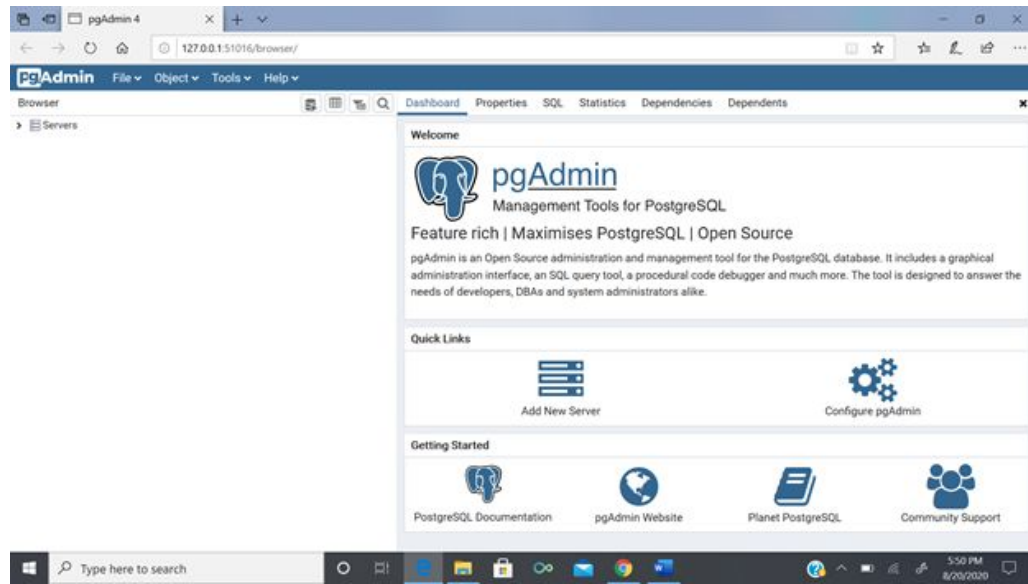 pgAdmin 4
127.0.0.1:51016/browser/
pgAdmin File Object Tools Help
Browser
Servers
Dashboard Properties SQL Statistics Dependencies Dependents
Welcome
pgAdmin
Management Tools for PostgreSQL
Feature rich | Maximises PostgreSQL | Open Source
pgAdmin is an Open Source administration and management tool for the PostgreSQL database. It includes a graphical
administration interface, an SQL query tool, a procedural code debugger and much more. The tool is designed to answer the
needs of developers, DBAs and system administrators alike.
Quick Links
Add New Server
Configure pgAdmin
Getting Started
PostgreSQL Documentation
pgAdmin Website
Planet PostgreSQL
Community Support
Type here to search
5:50 PM
8/20/2020